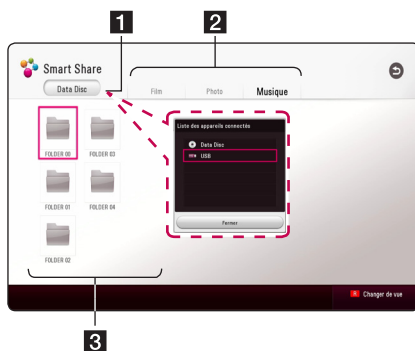 1
2
Smart Share
Data Disc
Film
Photo
Musique
Liste des appareils connectés
Data Disc
USB
Fermer
FOLDER 00
FOLDER 03
FOLDER 01
FOLDER 04
FOLDER 02
Changer de vue
3